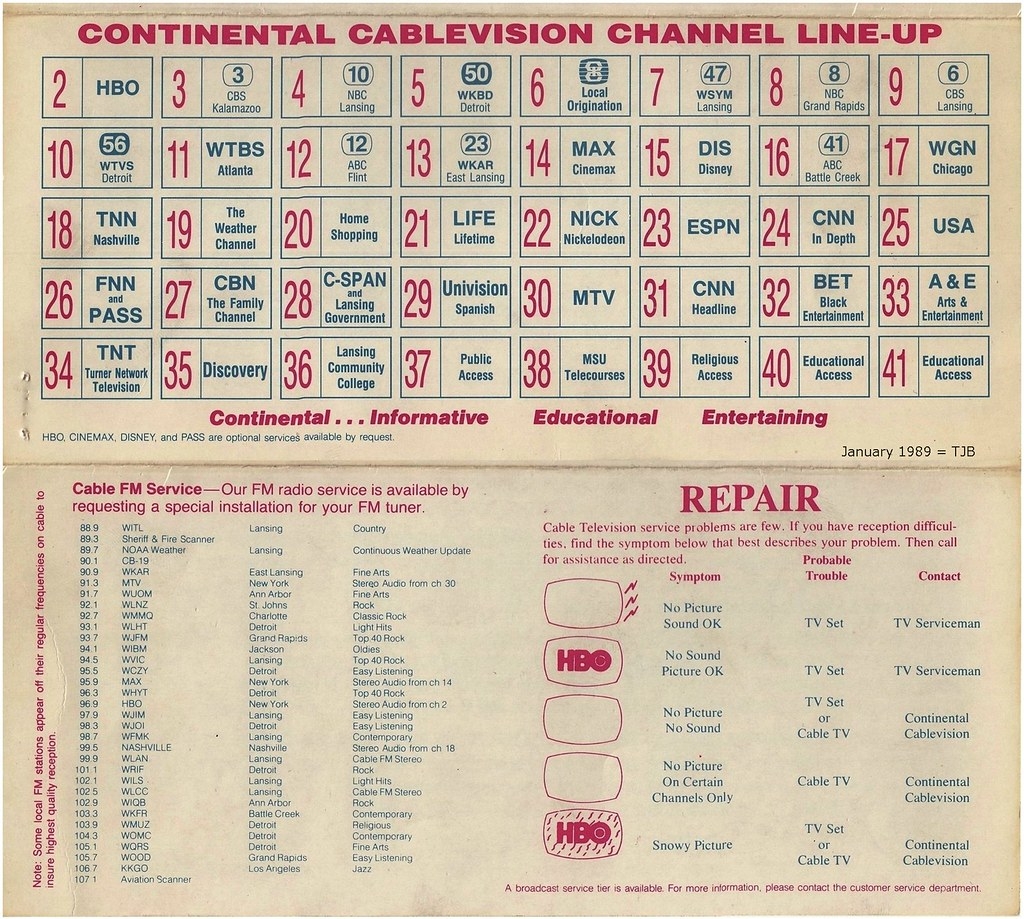 CONTINENTAL CABLEVISION CHANNEL LINE-UP
2 HBO
3 3 CBS Kalamazoo
4 10 NBC Lansing
5 50 WKBD Detroit
6 8 Local Origination
7 47 WSYM Lansing
8 8 NBC Grand Rapids
9 6 CBS Lansing
10 56 WTVS Detroit
11 WTBS Atlanta
12 12 ABC Flint
13 23 WKAR East Lansing
14 MAX Cinemax
15 DIS Disney
16 41 ABC Battle Creek
17 WGN Chicago
18 TNN Nashville
19 The Weather Channel
20 Home Shopping
21 LIFE Lifetime
22 NICK Nickelodeon
23 ESPN
24 CNN In Depth
25 USA
26 FNN and PASS
27 CBN The Family Channel
28 C-SPAN and Lansing Government
29 Univision Spanish
30 MTV
31 CNN Headline
32 BET Black Entertainment
33 A & E Arts & Entertainment
34 TNT Turner Network Television
35 Discovery
36 Lansing Community College
37 Public Access
38 MSU Telecourses
39 Religious Access
40 Educational Access
41 Educational Access
Continental . . . Informative Educational Entertaining
HBO, CINEMAX, DISNEY, and PASS are optional services available by request.
January 1989 = TJB
Note: Some local FM stations appear off their regular frequencies on cable to
insure highest quality reception.
Cable FM Service—Our FM radio service is available by
requesting a special installation for your FM tuner.
88.9 WITL Lansing Country
89.3 Sheriff & Fire Scanner
89.7 NOAA Weather Lansing Continuous Weather Update
90.1 CB-19
90.9 WKAR East Lansing Fine Arts
91.3 MTV New York Stereo Audio from ch 30
91.7 WUOM Ann Arbor Fine Arts
92.1 WLNZ St. Johns Rock
92.7 WMMQ Charlotte Classic Rock
93.1 WLHT Detroit Light Hits
93.7 WJFM Grand Rapids Top 40 Rock
94.1 WIBM Jackson Oldies
94.5 WVIC Lansing Top 40 Rock
95.5 WCZY Detroit Easy Listening
95.9 MAX New York Stereo Audio from ch 14
96.3 WHYT Detroit Top 40 Rock
96.9 HBO New York Stereo Audio from ch 2
97.9 WJIM Lansing Easy Listening
98.3 WJOI Detroit Easy Listening
98.7 WFMK Lansing Contemporary
99.5 NASHVILLE Nashville Stereo Audio from ch 18
99.9 WLAN Lansing Cable FM Stereo
101.1 WRIF Detroit Rock
102.1 WILS Lansing Light Hits
102.5 WLCC Lansing Cable FM Stereo
102.9 WIQB Ann Arbor Rock
103.3 WKFR Battle Creek Contemporary
103.9 WMUZ Detroit Religious
104.3 WOMC Detroit Contemporary
105.1 WQRS Detroit Fine Arts
105.7 WOOD Grand Rapids Easy Listening
106.7 KKGO Los Angeles Jazz
107.1 Aviation Scanner
REPAIR
Cable Television service problems are few. If you have reception difficul-
ties, find the symptom below that best describes your problem. Then call
for assistance as directed.
Symptom Probable Trouble Contact
No Picture
Sound OK TV Set TV Serviceman
HBO
No Sound
Picture OK TV Set TV Serviceman
No Picture
No Sound
TV Set
or
Cable TV
Continental
Cablevision
No Picture
On Certain
Channels Only
Cable TV
Continental
Cablevision
HBO
Snowy Picture
TV Set
or
Cable TV
Continental
Cablevision
A broadcast service tier is available. For more information, please contact the customer service department.